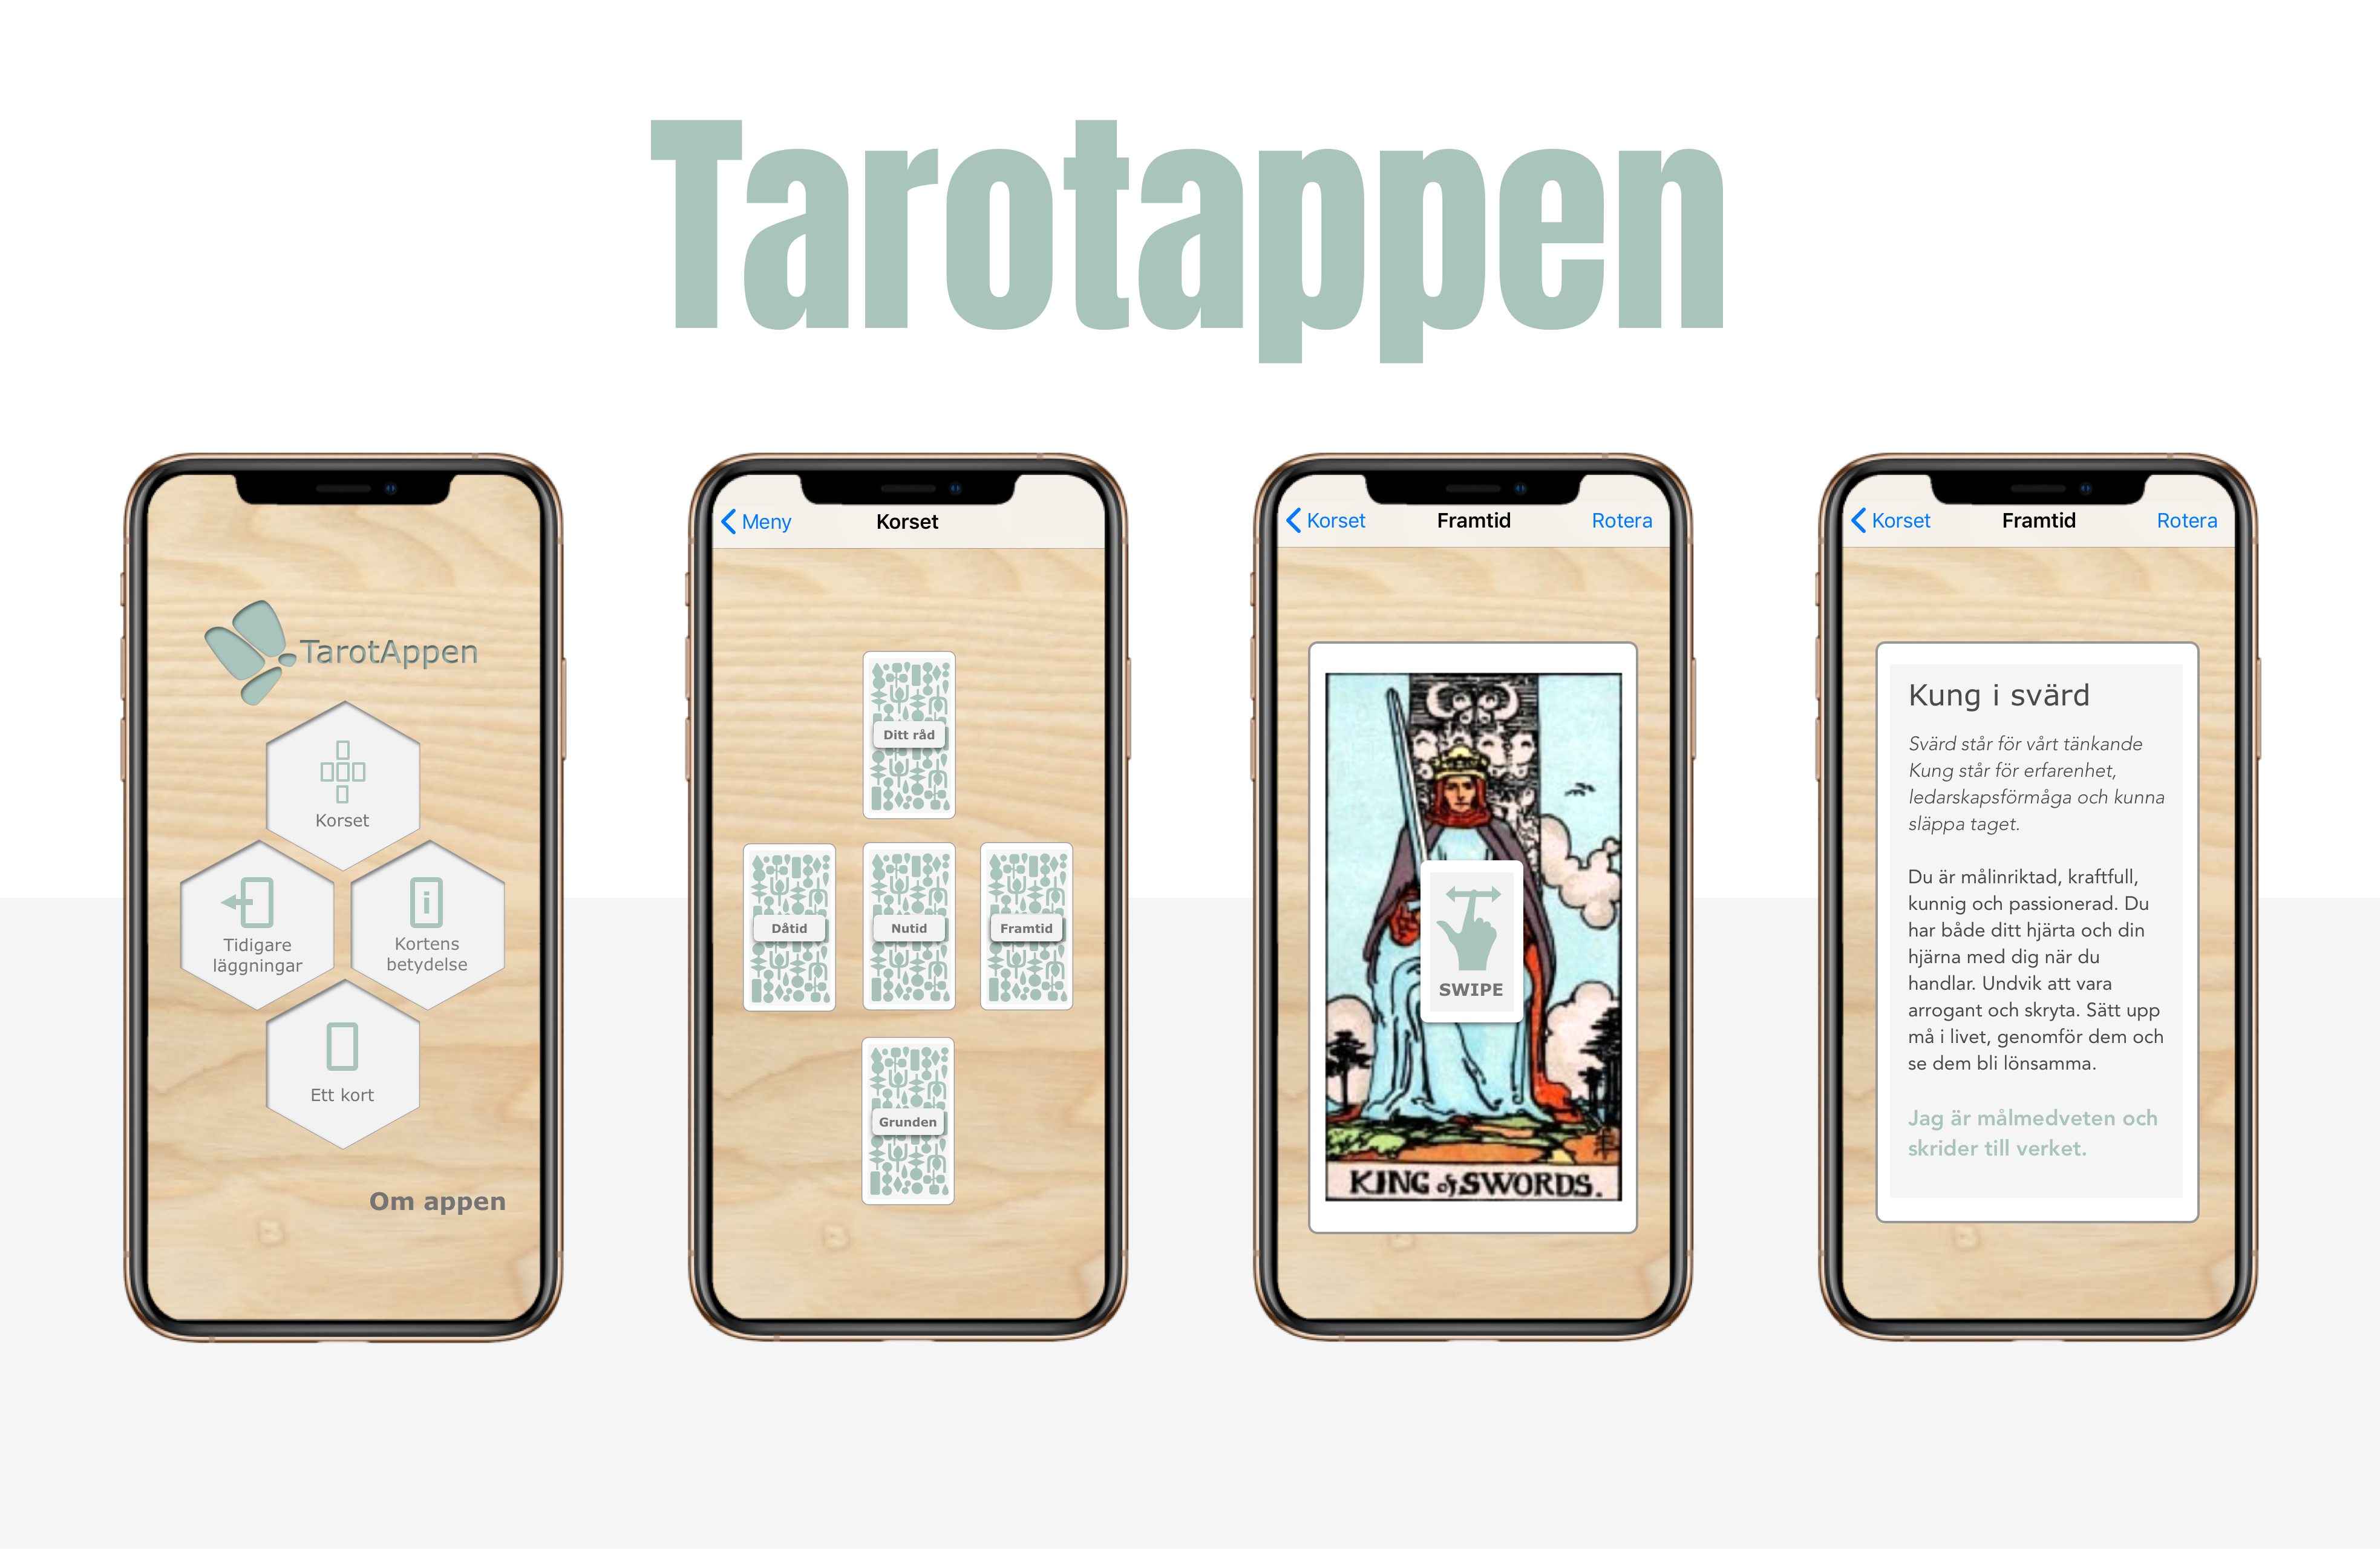 Tarotappen
TarotAppen
Korset
Tidigare
läggningar
Kortens
betydelse
Ett kort
Om appen
Meny
Korset
Ditt råd
Dåtid
Nutid
Framtid
Grunden
Korset
Framtid
Rotera
SWIPE
KING of SWORDS.
Korset
Framtid
Rotera
Kung i svärd
Svärd står för vårt tänkande
Kung står för erfarenhet,
ledarskapsförmåga och kunna
släppa taget.
Du är målinriktad, kraftfull,
kunnig och passionerad. Du
har både ditt hjärta och din
hjärna med dig när du
handlar. Undvik att vara
arrogant och skryta. Sätt upp
må i livet, genomför dem och
se dem bli lönsamma.
Jag är målmedveten och
skrider till verket.